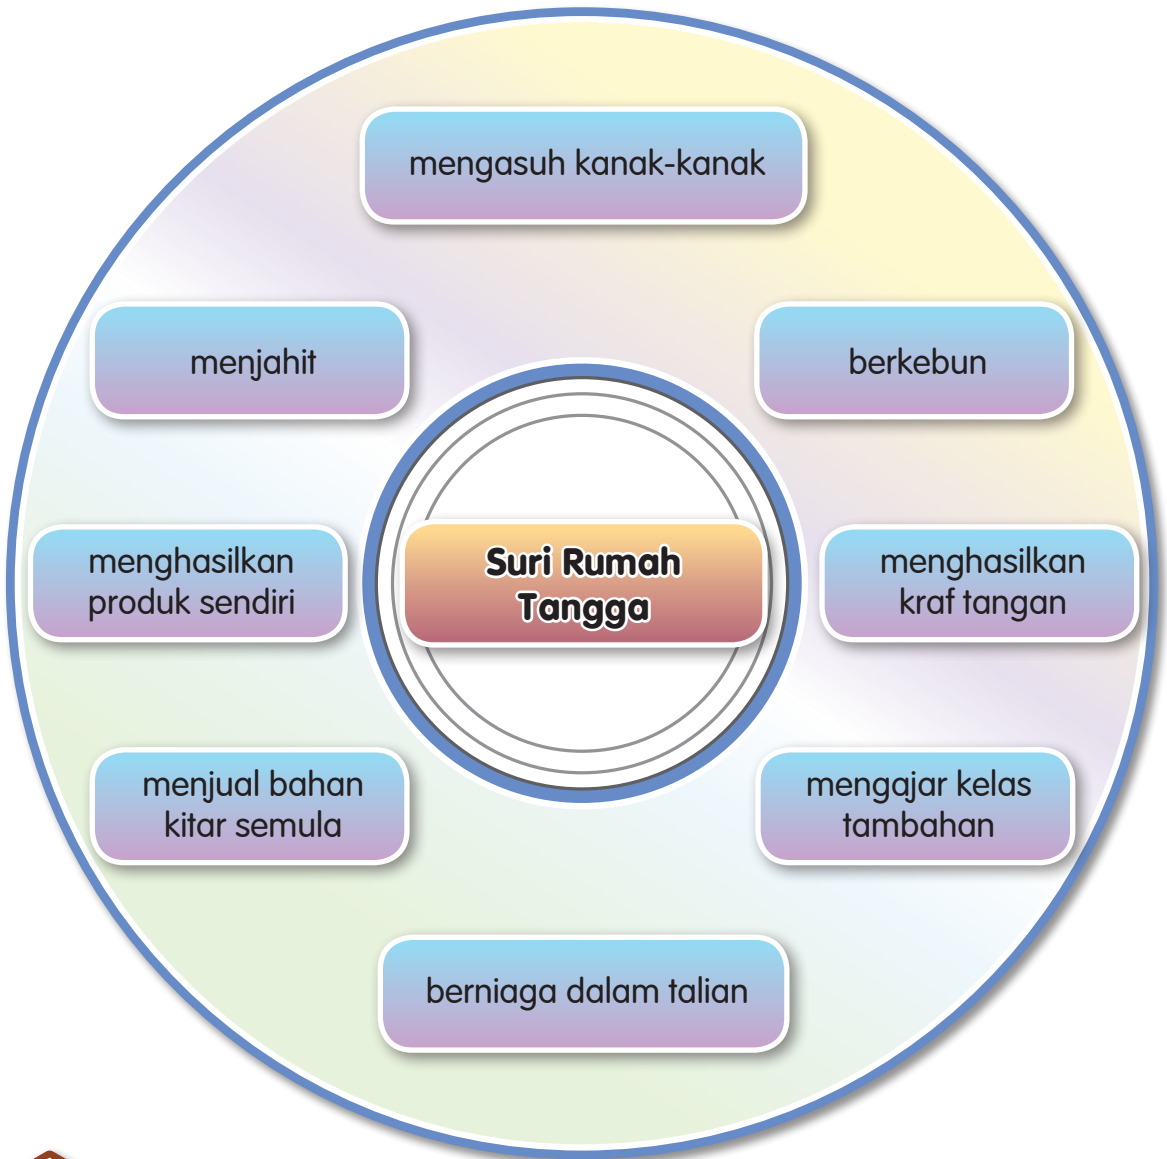 mengasuh kanak-kanak
menjahit
berkebun
menghasilkan
produk sendiri
Suri Rumah
Tangga
menghasilkan
kraf tangan
menjual bahan
kitar semula
mengajar kelas
tambahan
berniaga dalam talian